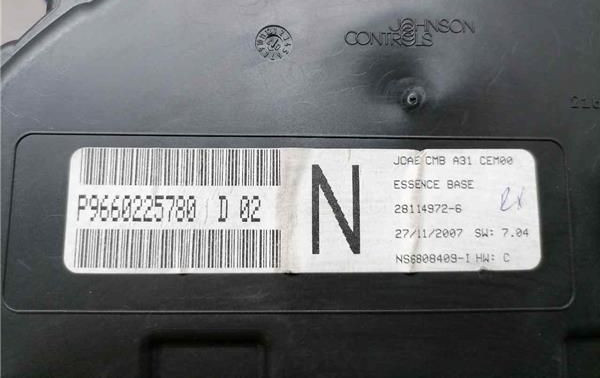 JOHNSON
CONTROLS
P9660225780 D 02
N
JCAE CMB A31 CEM00
ESSENCE BASE
28114972-6
27/11/2007 SW: 7.04
NS6808409-I HW: C